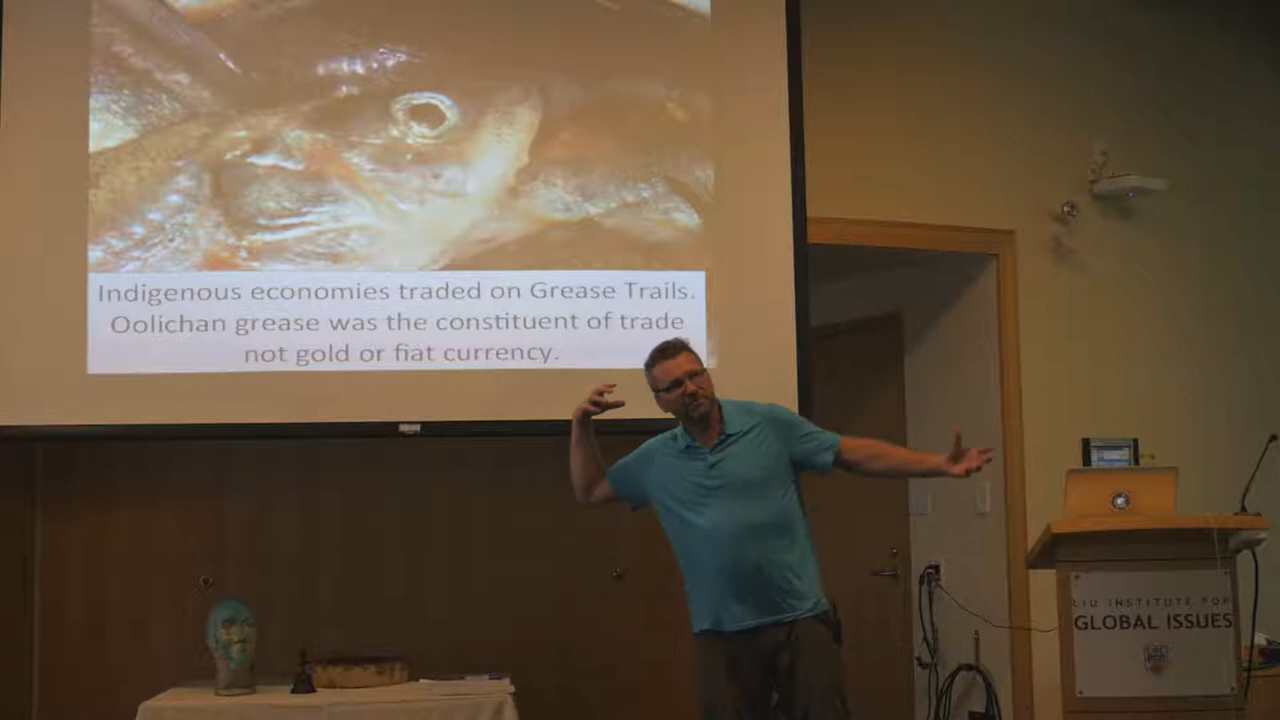 Indigenous economies traded on Grease Trails.
Oolichan grease was the constituent of trade
not gold or fiat currency.
LIU INSTITUTE FOR
GLOBAL ISSUES
UBC